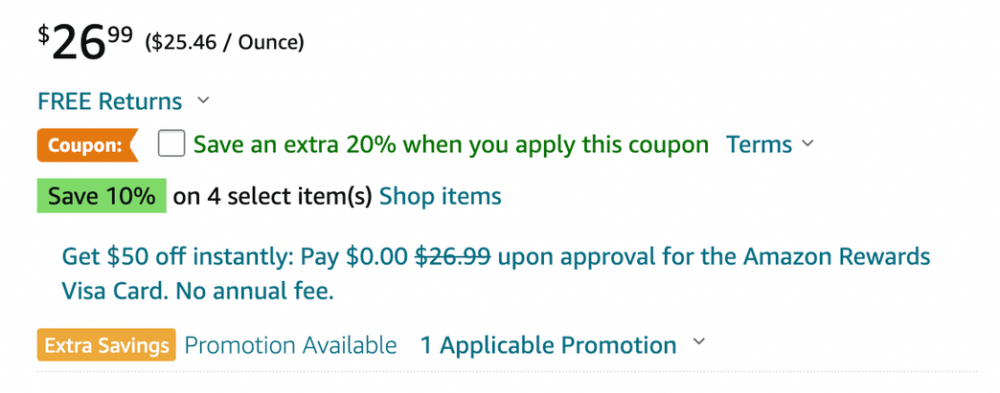 $26.99 ($25.46 / Ounce)
FREE Returns
Coupon: Save an extra 20% when you apply this coupon Terms
Save 10% on 4 select item(s) Shop items
Get $50 off instantly: Pay $0.00 $26.99 upon approval for the Amazon Rewards
Visa Card. No annual fee.
Extra Savings Promotion Available 1 Applicable Promotion